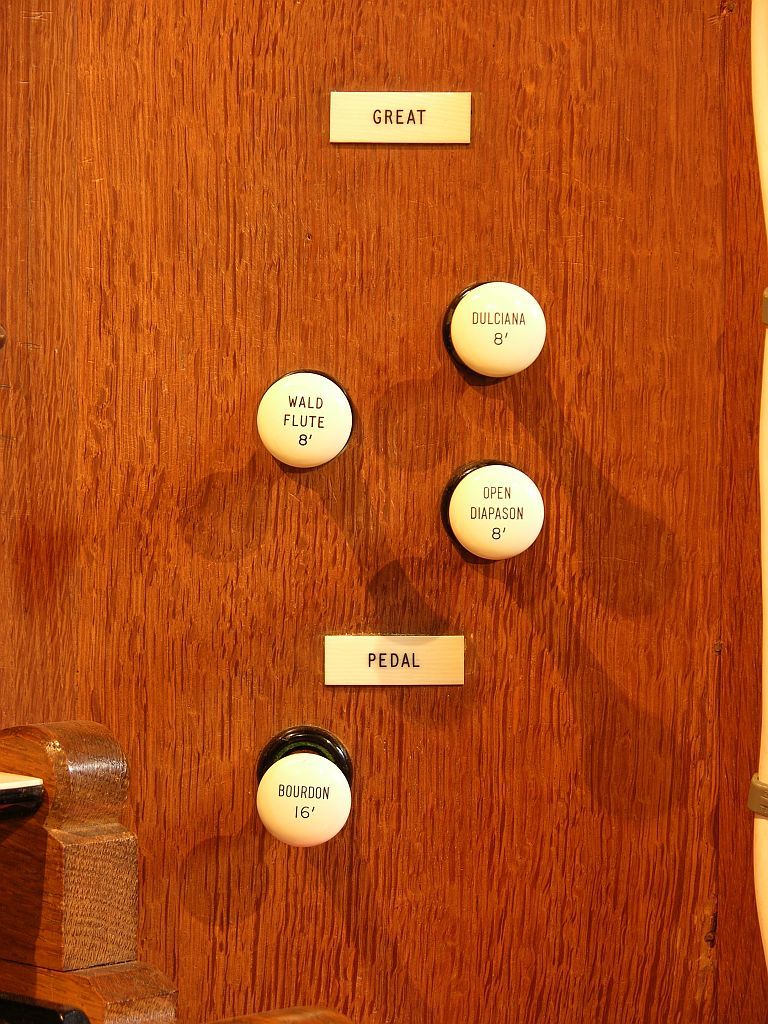 GREAT
DULCIANA
8'
WALD
FLUTE
8'
OPEN
DIAPASON
8'
PEDAL
BOURDON
16'